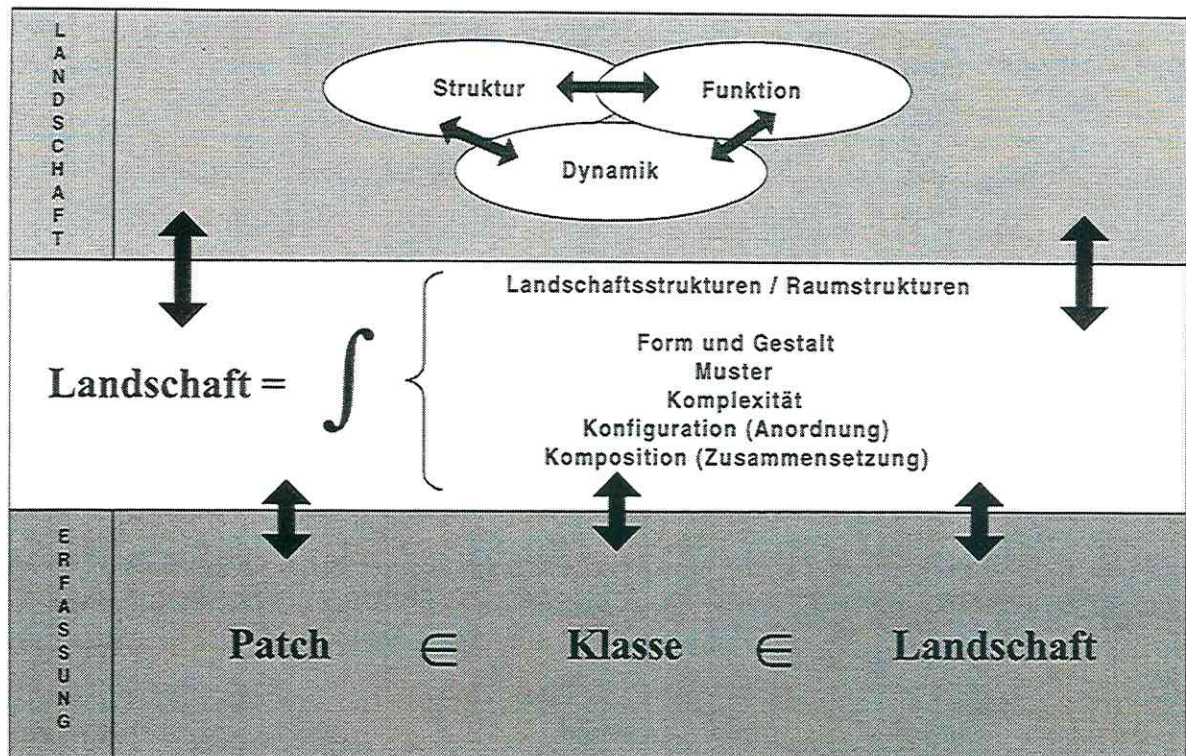 LANDSCHAFT
Struktur
Funktion
Dynamik
Landschaftsstrukturen / Raumstrukturen
Landschaft = ∫ {
Form und Gestalt
Muster
Komplexität
Konfiguration (Anordnung)
Komposition (Zusammensetzung)
ERFASSUNG
Patch ∈ Klasse ∈ Landschaft